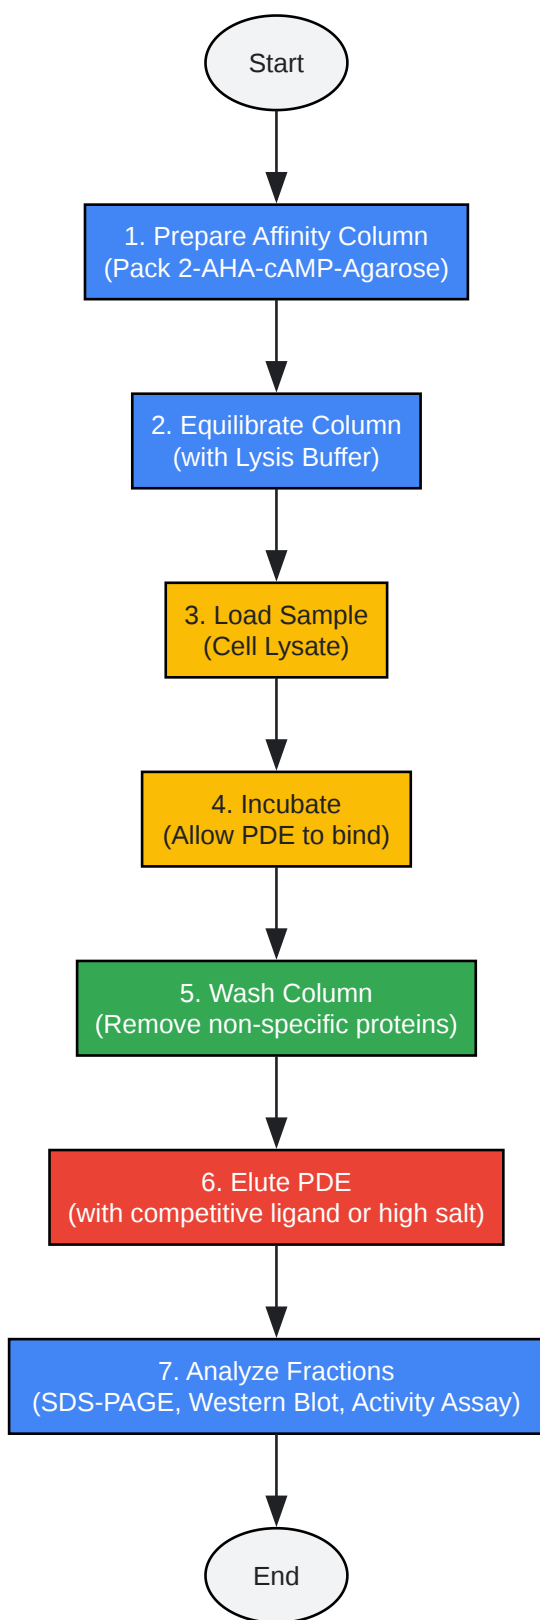 Start
1. Prepare Affinity Column
(Pack 2-AHA-cAMP-Agarose)
2. Equilibrate Column
(with Lysis Buffer)
3. Load Sample
(Cell Lysate)
4. Incubate
(Allow PDE to bind)
5. Wash Column
(Remove non-specific proteins)
6. Elute PDE
(with competitive ligand or high salt)
7. Analyze Fractions
(SDS-PAGE, Western Blot, Activity Assay)
End